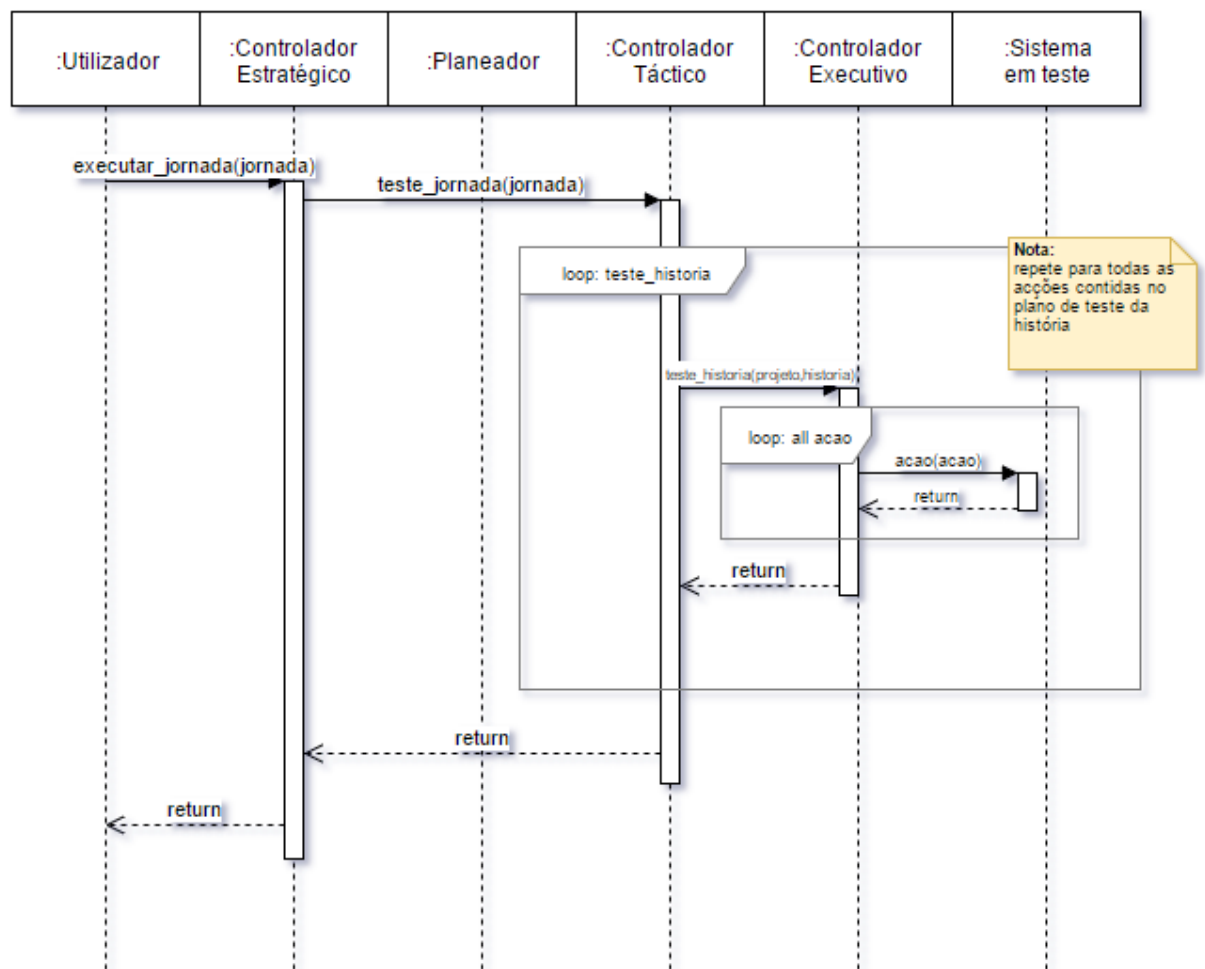 :Utilizador
:Controlador
Estratégico
:Planeador
:Controlador
Táctico
:Controlador
Executivo
:Sistema
em teste
executar_jornada(jornada)
teste_jornada(jornada)
Nota:
repete para todas as
acções contidas no
plano de teste da
história
loop: teste_historia
teste_historia(projeto,historia)
loop: all acao
acao(acao)
return
return
return
return